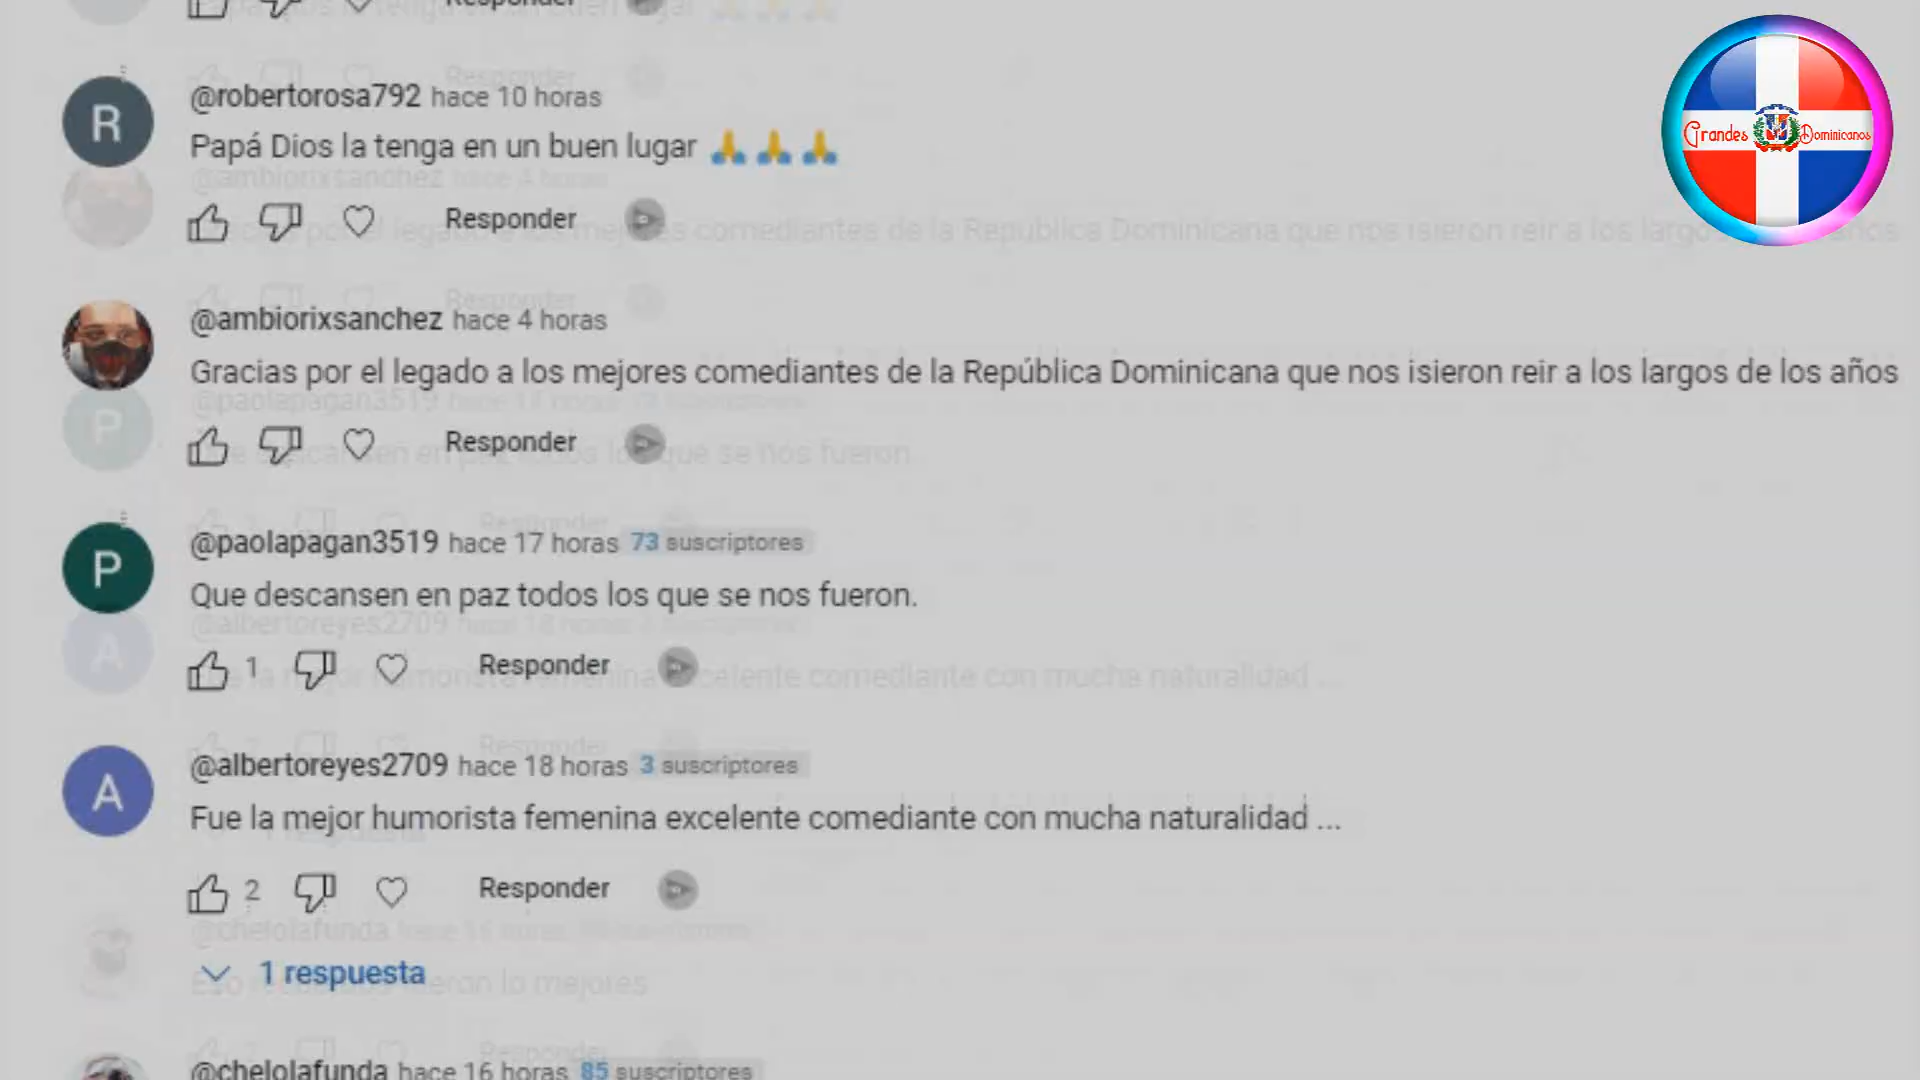 Responder
R
@robertorosa792 hace 10 horas
Papá Dios la tenga en un buen lugar 🙏🙏🙏
Responder
Grandes Dominicanos
@ambiorixsanchez hace 4 horas
Gracias por el legado a los mejores comediantes de la República Dominicana que nos isieron reir a los largos de los años
Responder
P
@paolapagan3519 hace 17 horas 73 suscriptores
Que descansen en paz todos los que se nos fueron.
1 Responder
A
@albertoreyes2709 hace 18 horas 3 suscriptores
Fue la mejor humorista femenina excelente comediante con mucha naturalidad ...
2 Responder
1 respuesta
@chelolafunda hace 16 horas 85 suscriptores